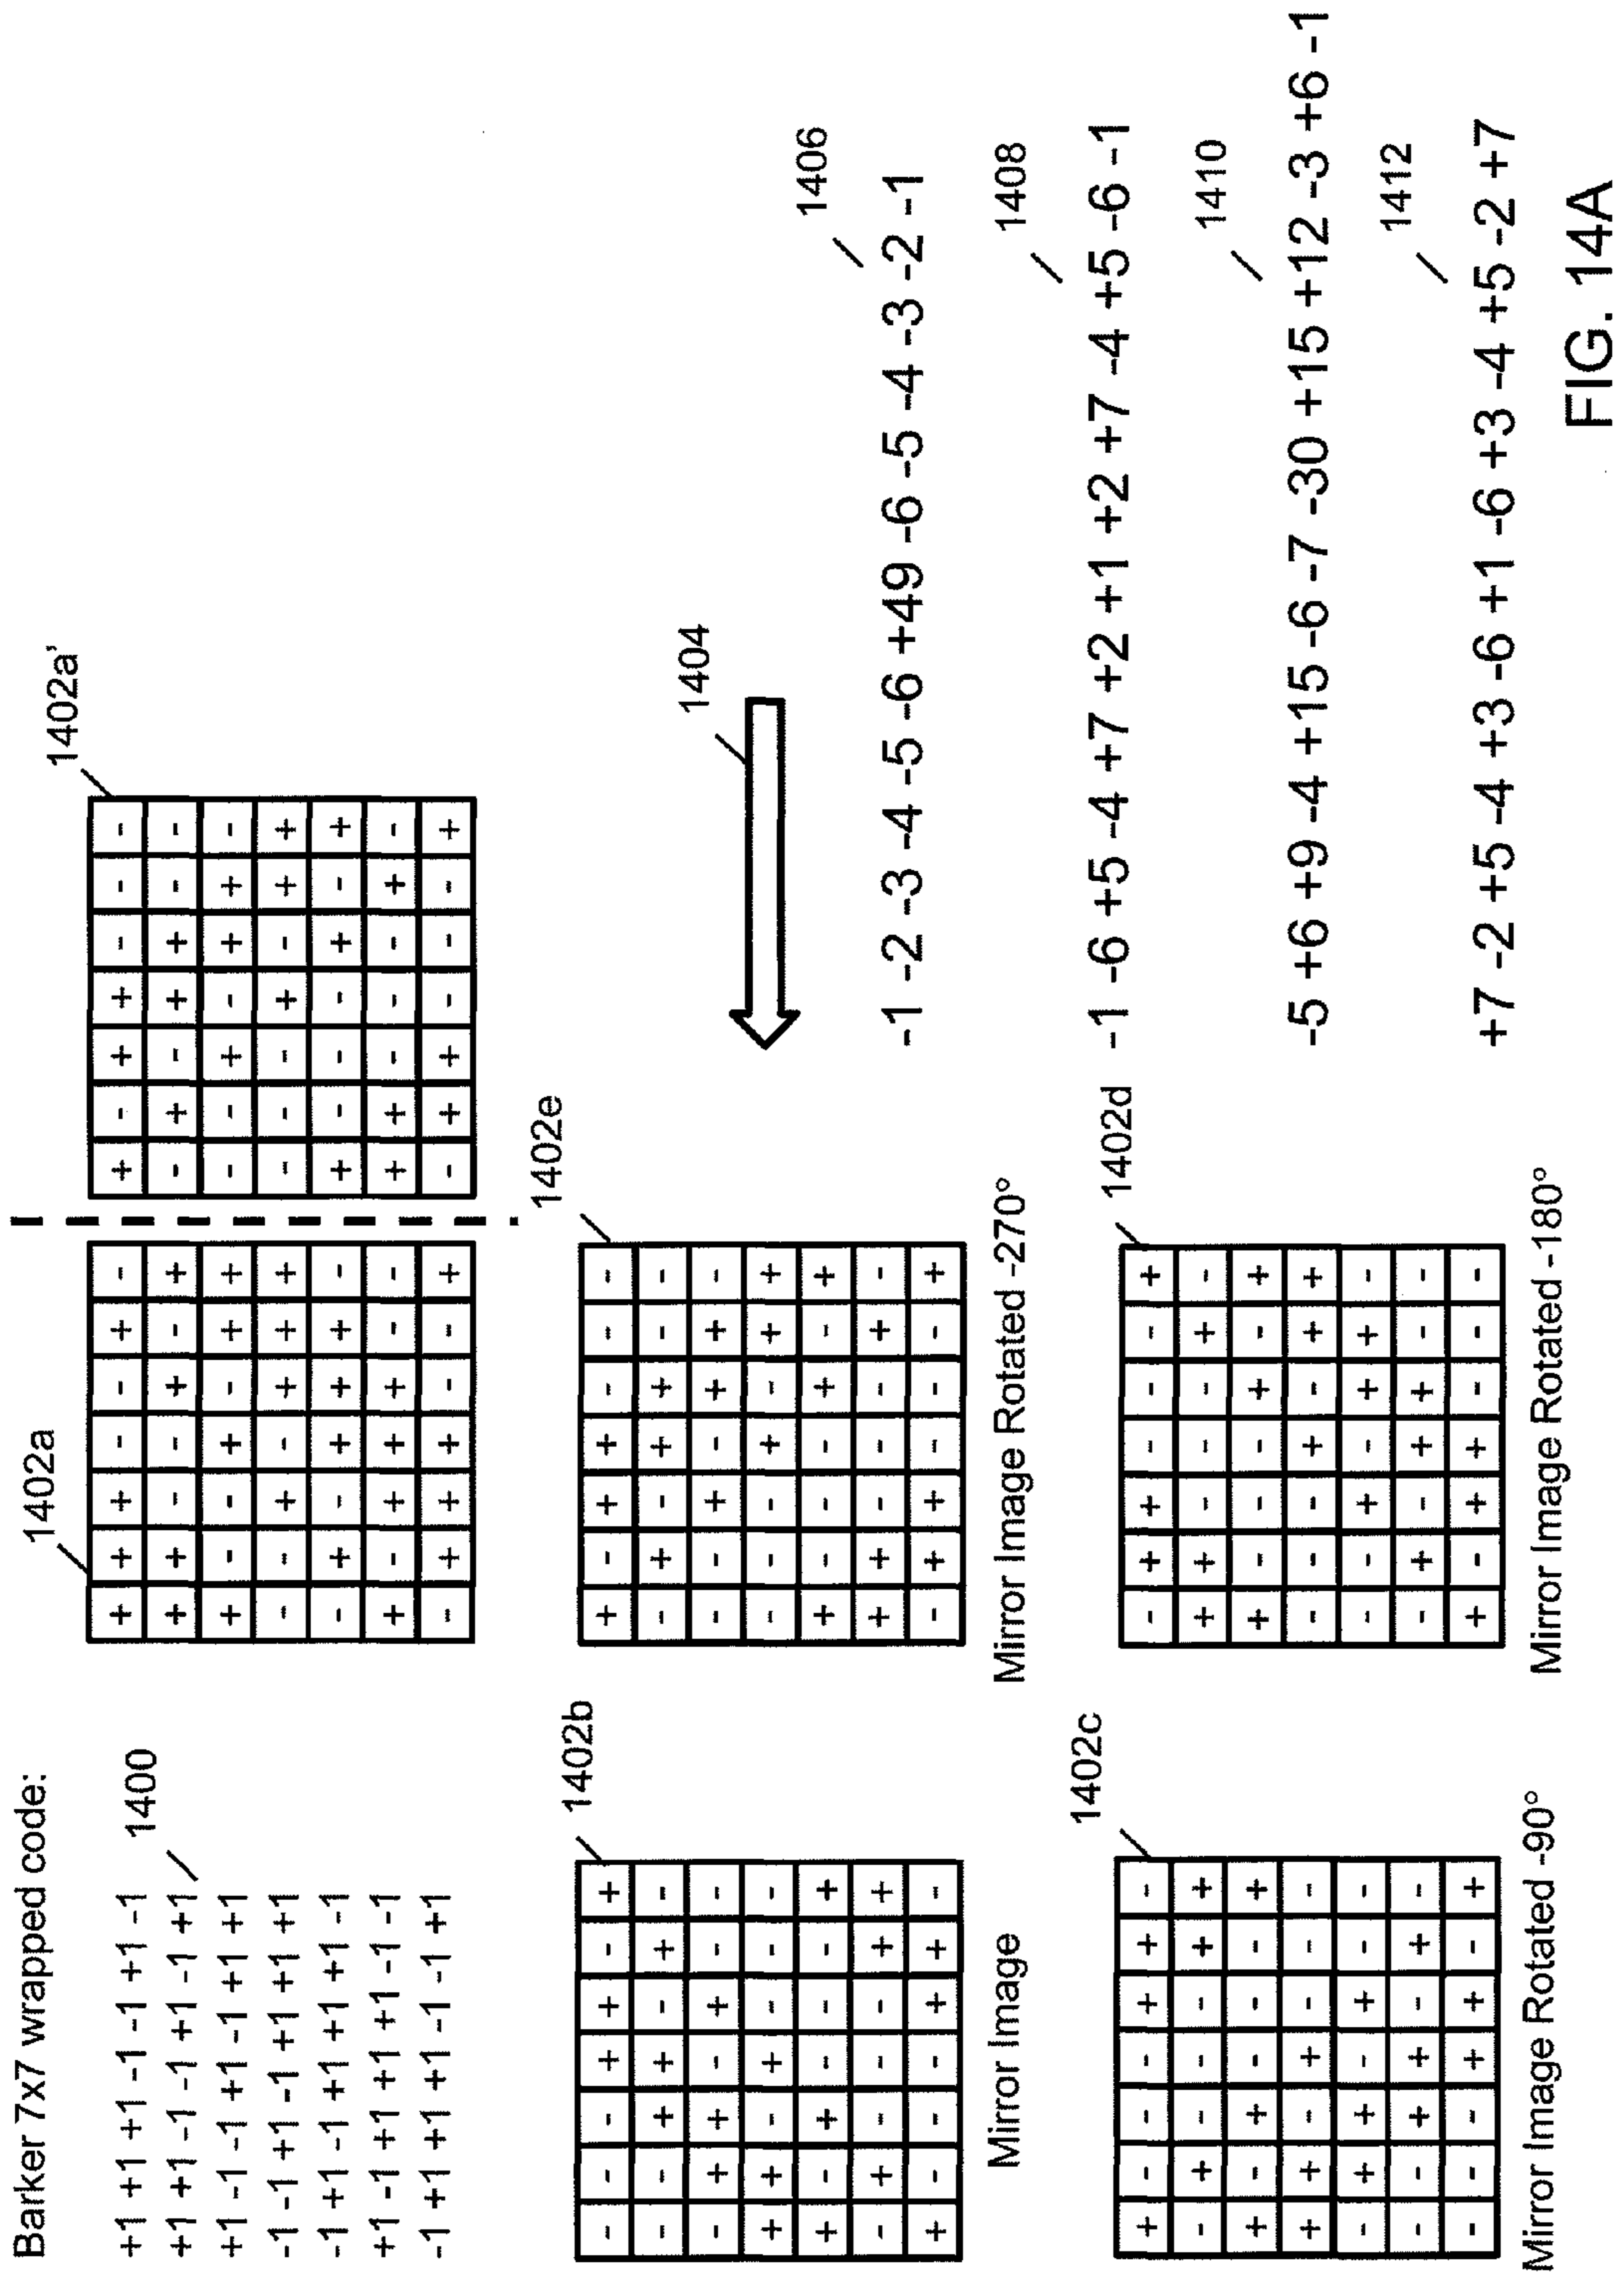 Barker 7x7 wrapped code:
+1 +1 +1 -1 -1 +1 -1
+1 +1 -1 -1 +1 -1 +1
+1 -1 -1 +1 -1 +1 +1
-1 -1 +1 -1 +1 +1 +1
-1 +1 -1 +1 +1 +1 -1
+1 -1 +1 +1 +1 -1 -1
-1 +1 +1 +1 -1 -1 +1
1400
1402a
+ + + - - + -
+ + - - + - +
+ - - + - + +
- - + - + + +
- + - + + + -
+ - + + + - -
- + + + - - +
1402a'
+ - + + - - -
- + - + + - -
- - + - + + -
- - - + - + +
+ - - - + - +
+ + - - - + -
- + + - - - +
1402b
- - - + + - +
- - + + - + -
- + + - + - -
+ + - + - - -
+ - + - - - +
- + - - - + +
+ - - - + + -
Mirror Image
1402e
+ - + + - - -
- + - + + - -
- - + - + + -
- - - + - + +
+ - - - + - +
+ + - - - + -
- + + - - - +
Mirror Image Rotated -270°
1402c
+ - - - + + -
- + - - - + +
+ - + - - - +
+ + - + - - -
- + + - + - -
- - + + - + -
- - - + + - +
Mirror Image Rotated -90°
1402d
- + + - - - +
+ + - - - + -
+ - - - + - +
- - - + - + +
- - + - + + -
- + - + + - -
+ - + + - - -
Mirror Image Rotated -180°
1404
1406
-1 -2 -3 -4 -5 -6 +49 -6 -5 -4 -3 -2 -1
1408
-1 -6 +5 -4 +7 +2 +1 +2 +7 -4 +5 -6 -1
1410
-5 +6 +9 -4 +15 -6 -7 -30 +15 +12 -3 +6 -1
1412
+7 -2 +5 -4 +3 -6 +1 -6 +3 -4 +5 -2 +7
FIG. 14A